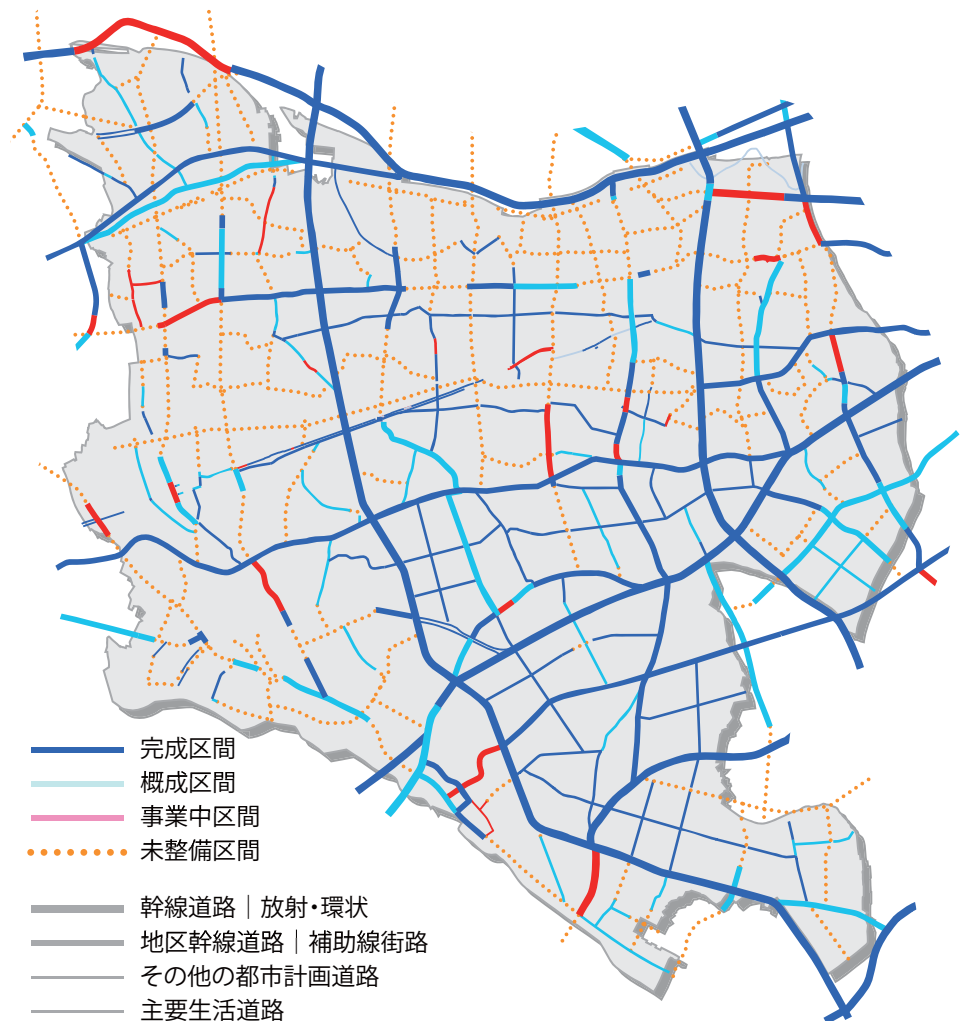 完成区間
概成区間
事業中区間
未整備区間
幹線道路｜放射・環状
地区幹線道路｜補助線街路
その他の都市計画道路
主要生活道路